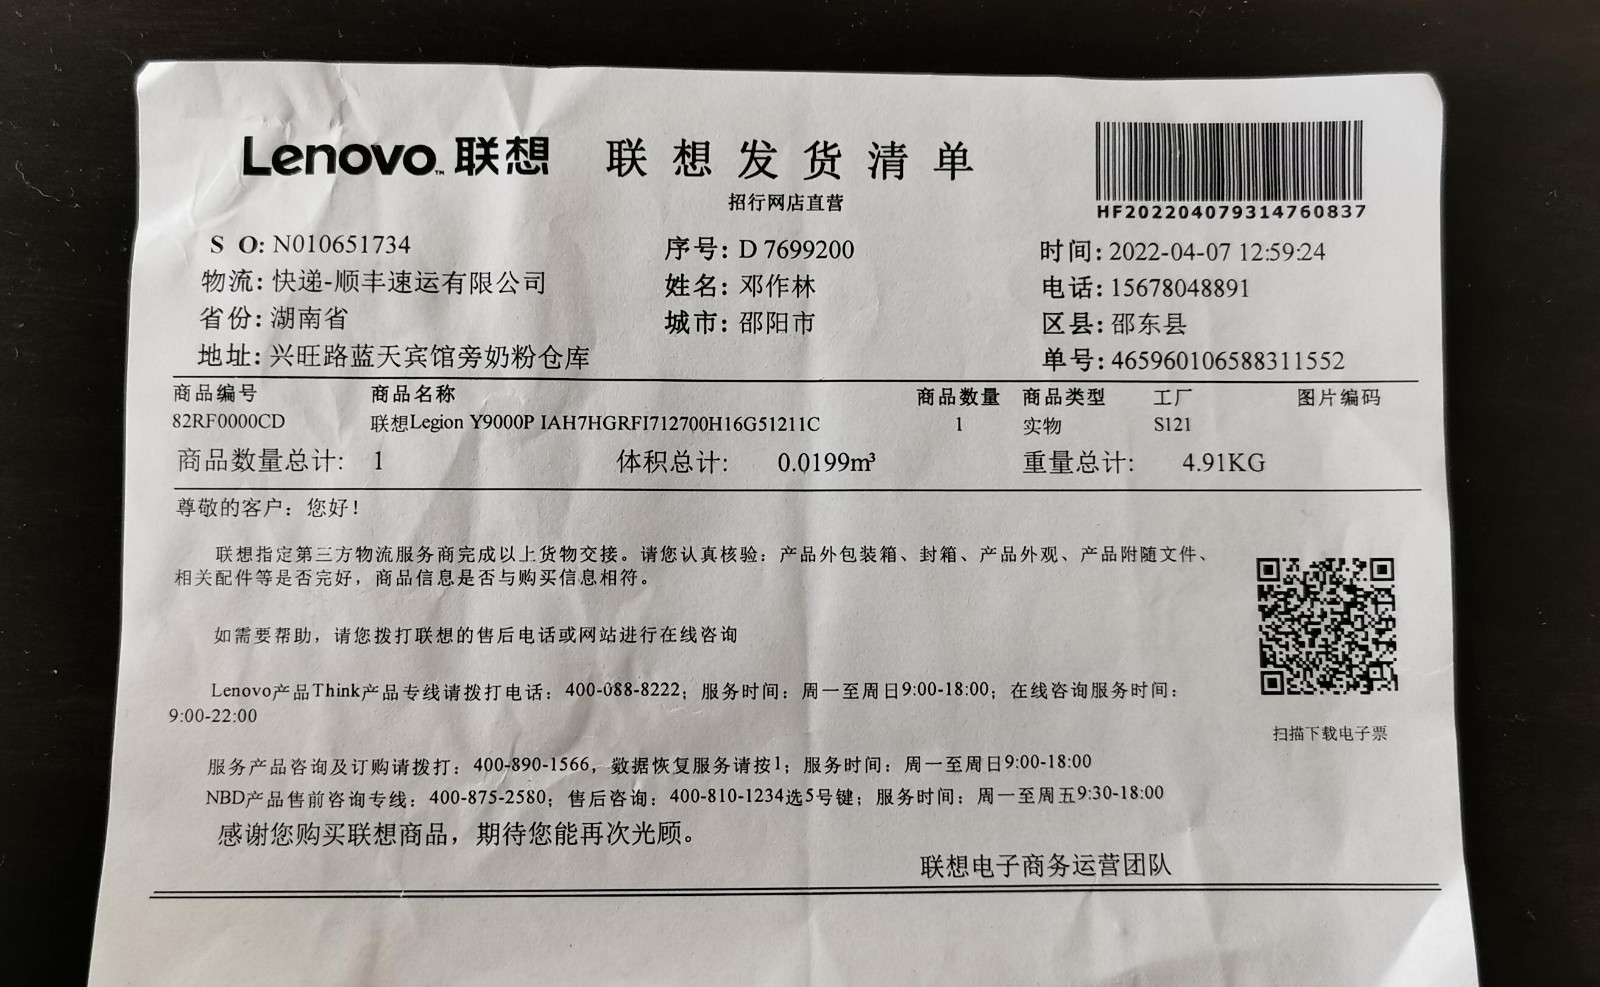 Lenovo™ 联想 联想发货清单
招行网店直营
HF202204079314760837
S O: N010651734 序号: D 7699200 时间: 2022-04-07 12:59:24
物流: 快递-顺丰速运有限公司 姓名: 邓作林 电话: 15678048891
省份: 湖南省 城市: 邵阳市 区县: 邵东县
地址: 兴旺路蓝天宾馆旁奶粉仓库 单号: 465960106588311552
商品编号 商品名称 商品数量 商品类型 工厂 图片编码
82RF0000CD 联想Legion Y9000P IAH7HGRFI712700H16G51211C 1 实物 S121
商品数量总计: 1 体积总计: 0.0199m³ 重量总计: 4.91KG
尊敬的客户：您好！
联想指定第三方物流服务商完成以上货物交接。请您认真核验：产品外包装箱、封箱、产品外观、产品附随文件、
相关配件等是否完好，商品信息是否与购买信息相符。
如需要帮助，请您拨打联想的售后电话或网站进行在线咨询
Lenovo产品Think产品专线请拨打电话：400-088-8222；服务时间：周一至周日9:00-18:00；在线咨询服务时间：
9:00-22:00
扫描下载电子票
服务产品咨询及订购请拨打：400-890-1566，数据恢复服务请按1；服务时间：周一至周日9:00-18:00
NBD产品售前咨询专线：400-875-2580；售后咨询：400-810-1234选5号键；服务时间：周一至周五9:30-18:00
感谢您购买联想商品，期待您能再次光顾。
联想电子商务运营团队